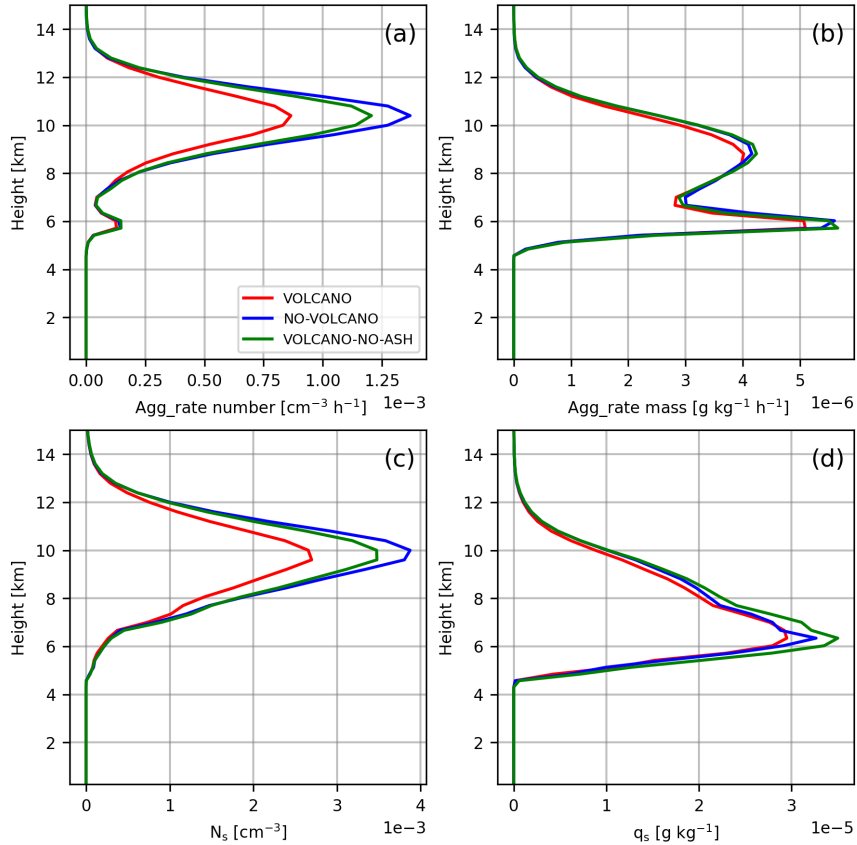 (a)
14
12
10
8
6
4
2
Height [km]
VOLCANO
NO-VOLCANO
VOLCANO-NO-ASH
0.00 0.25 0.50 0.75 1.00 1.25
Agg_rate number [cm⁻³ h⁻¹] 1e−3
(b)
14
12
10
8
6
4
2
Height [km]
0 1 2 3 4 5
Agg_rate mass [g kg⁻¹ h⁻¹] 1e−6
(c)
14
12
10
8
6
4
2
Height [km]
0 1 2 3 4
1e−3
Nₛ [cm⁻³]
(d)
14
12
10
8
6
4
2
Height [km]
0 1 2 3
1e−5
qₛ [g kg⁻¹]